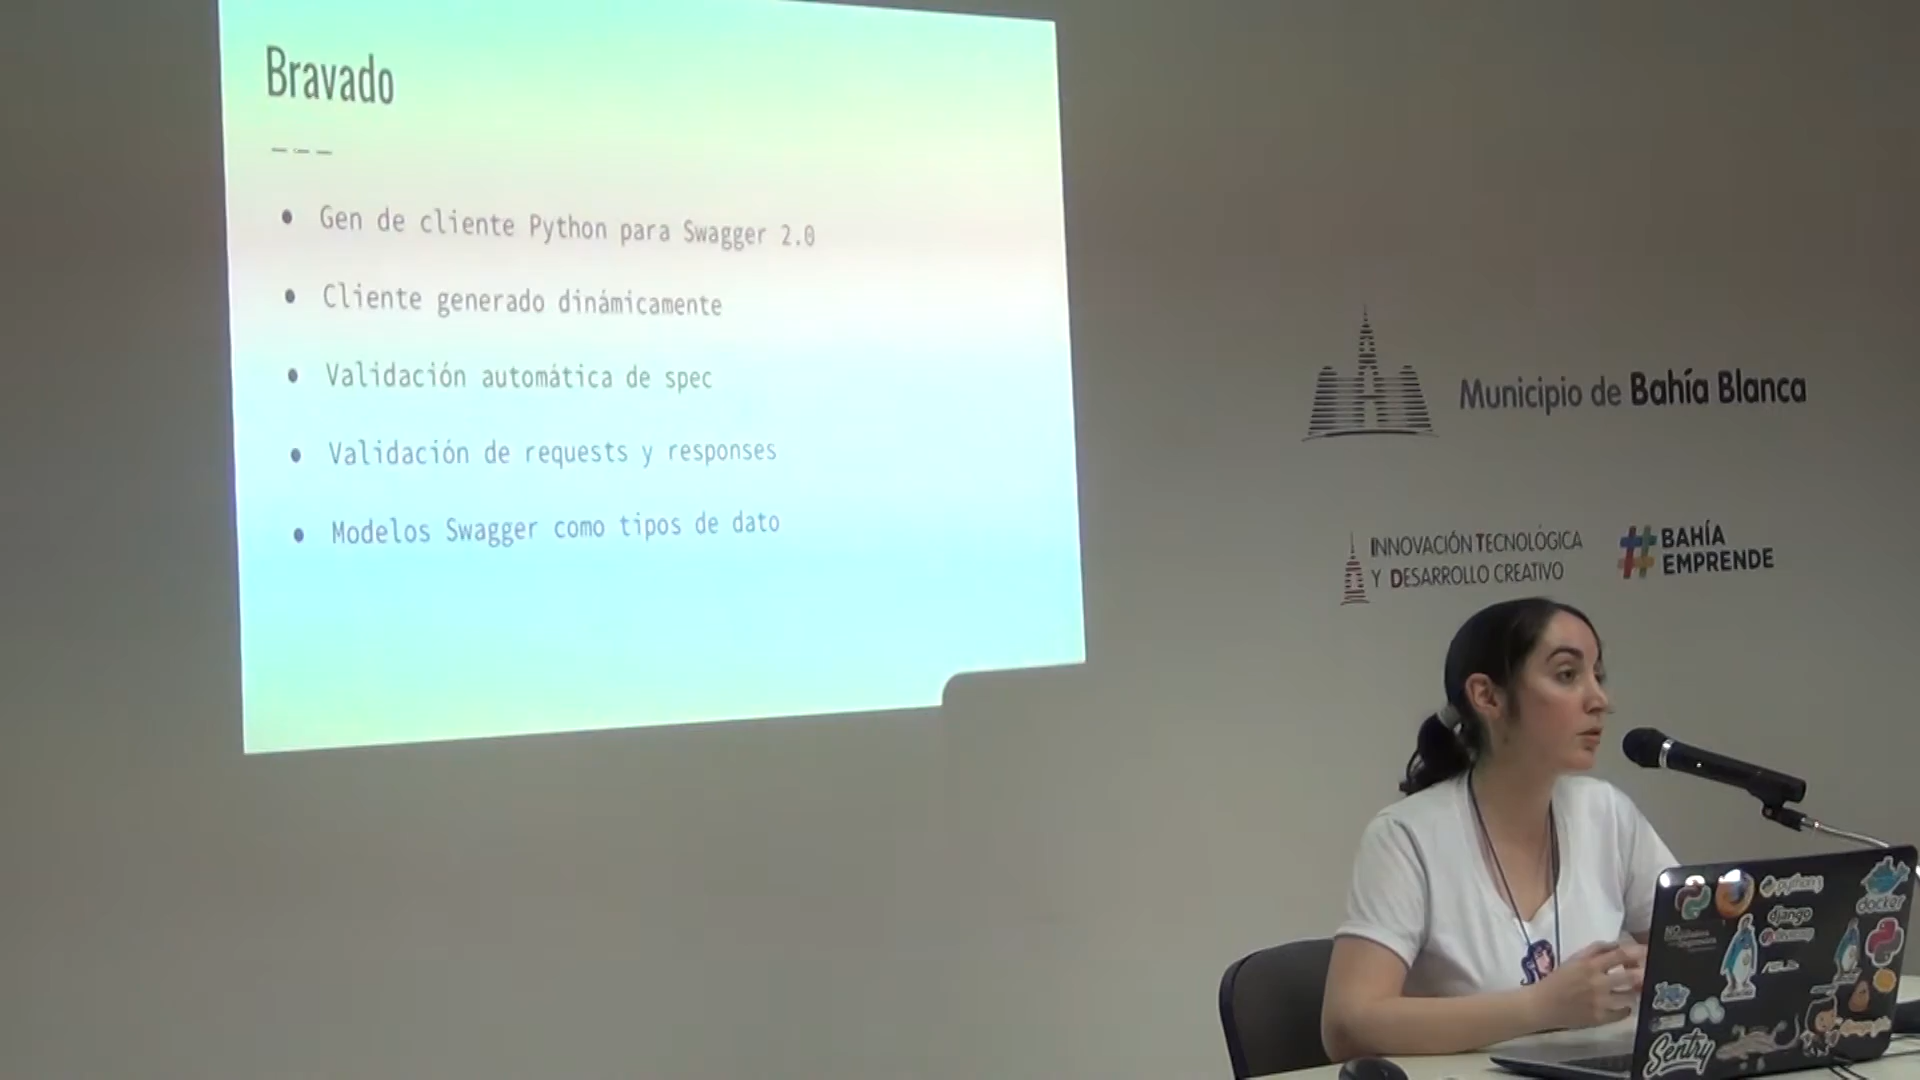 Bravado
● Gen de cliente Python para Swagger 2.0
● Cliente generado dinámicamente
● Validación automática de spec
● Validación de requests y responses
● Modelos Swagger como tipos de dato
Municipio de Bahía Blanca
INNOVACIÓN TECNOLÓGICA
Y DESARROLLO CREATIVO
#BAHÍA
EMPRENDE
python
docker
django
Sentry